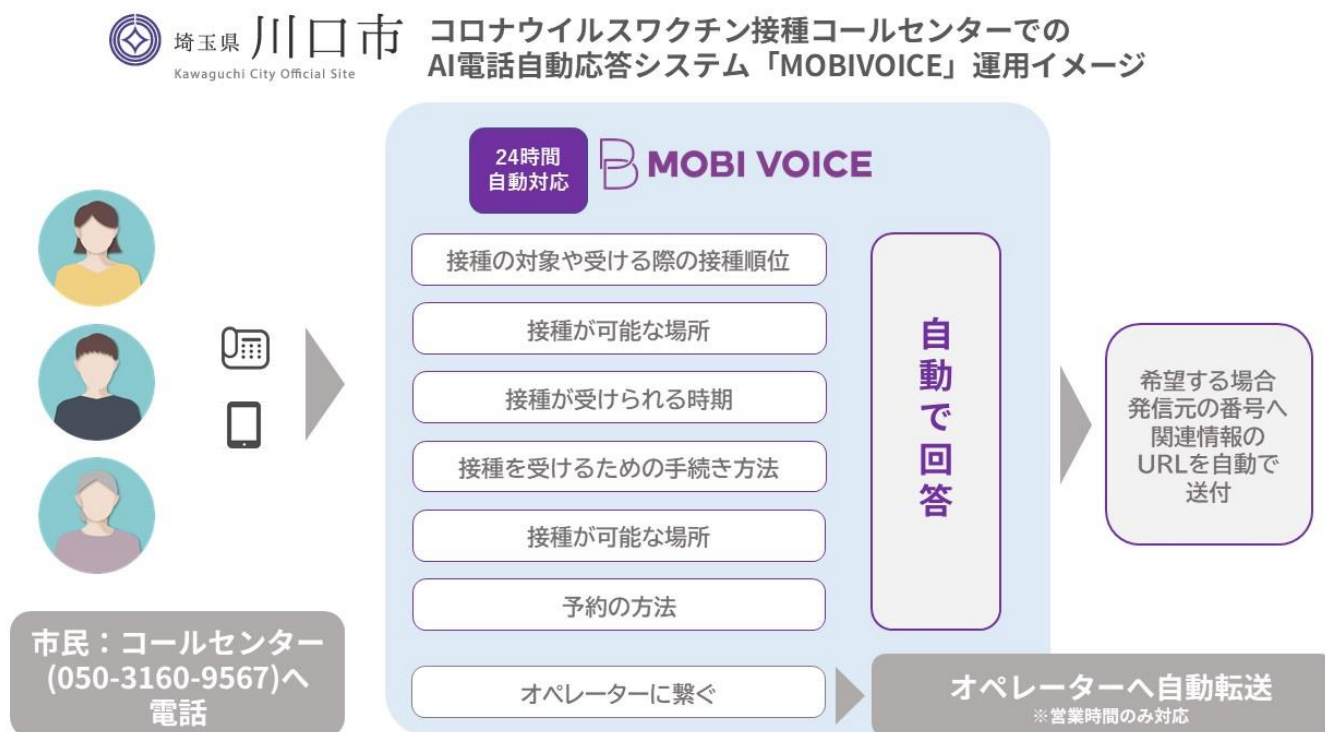 埼玉県 川口市
Kawaguchi City Official Site
コロナウイルスワクチン接種コールセンターでの
AI電話自動応答システム「MOBIVOICE」運用イメージ
24時間
自動対応
MOBI VOICE
接種の対象や受ける際の接種順位
接種が可能な場所
接種が受けられる時期
接種を受けるための手続き方法
接種が可能な場所
予約の方法
自動で回答
希望する場合
発信元の番号へ
関連情報の
URLを自動で
送付
市民：コールセンター
(050-3160-9567)へ
電話
オペレーターに繋ぐ
オペレーターへ自動転送
※営業時間のみ対応